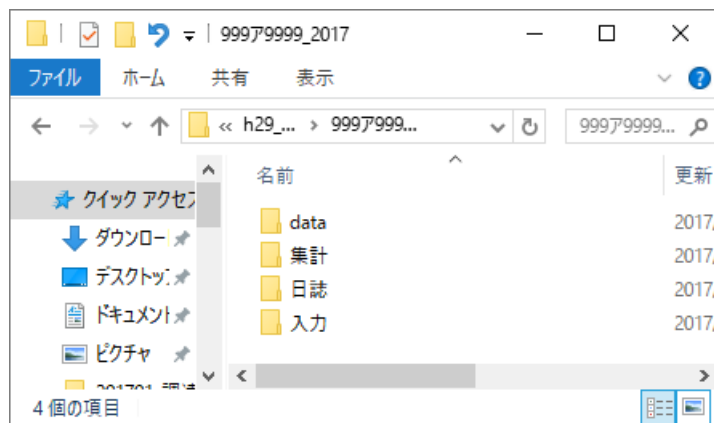 999ｱ9999_2017
ファイル ホーム 共有 表示
« h29_... › 999ｱ999... 999ｱ9999...
名前 更新
クイック アクセス
ダウンロー
デスクトップ
ドキュメント
ピクチャ
data 2017,
集計 2017,
日誌 2017,
入力 2017,
4 個の項目